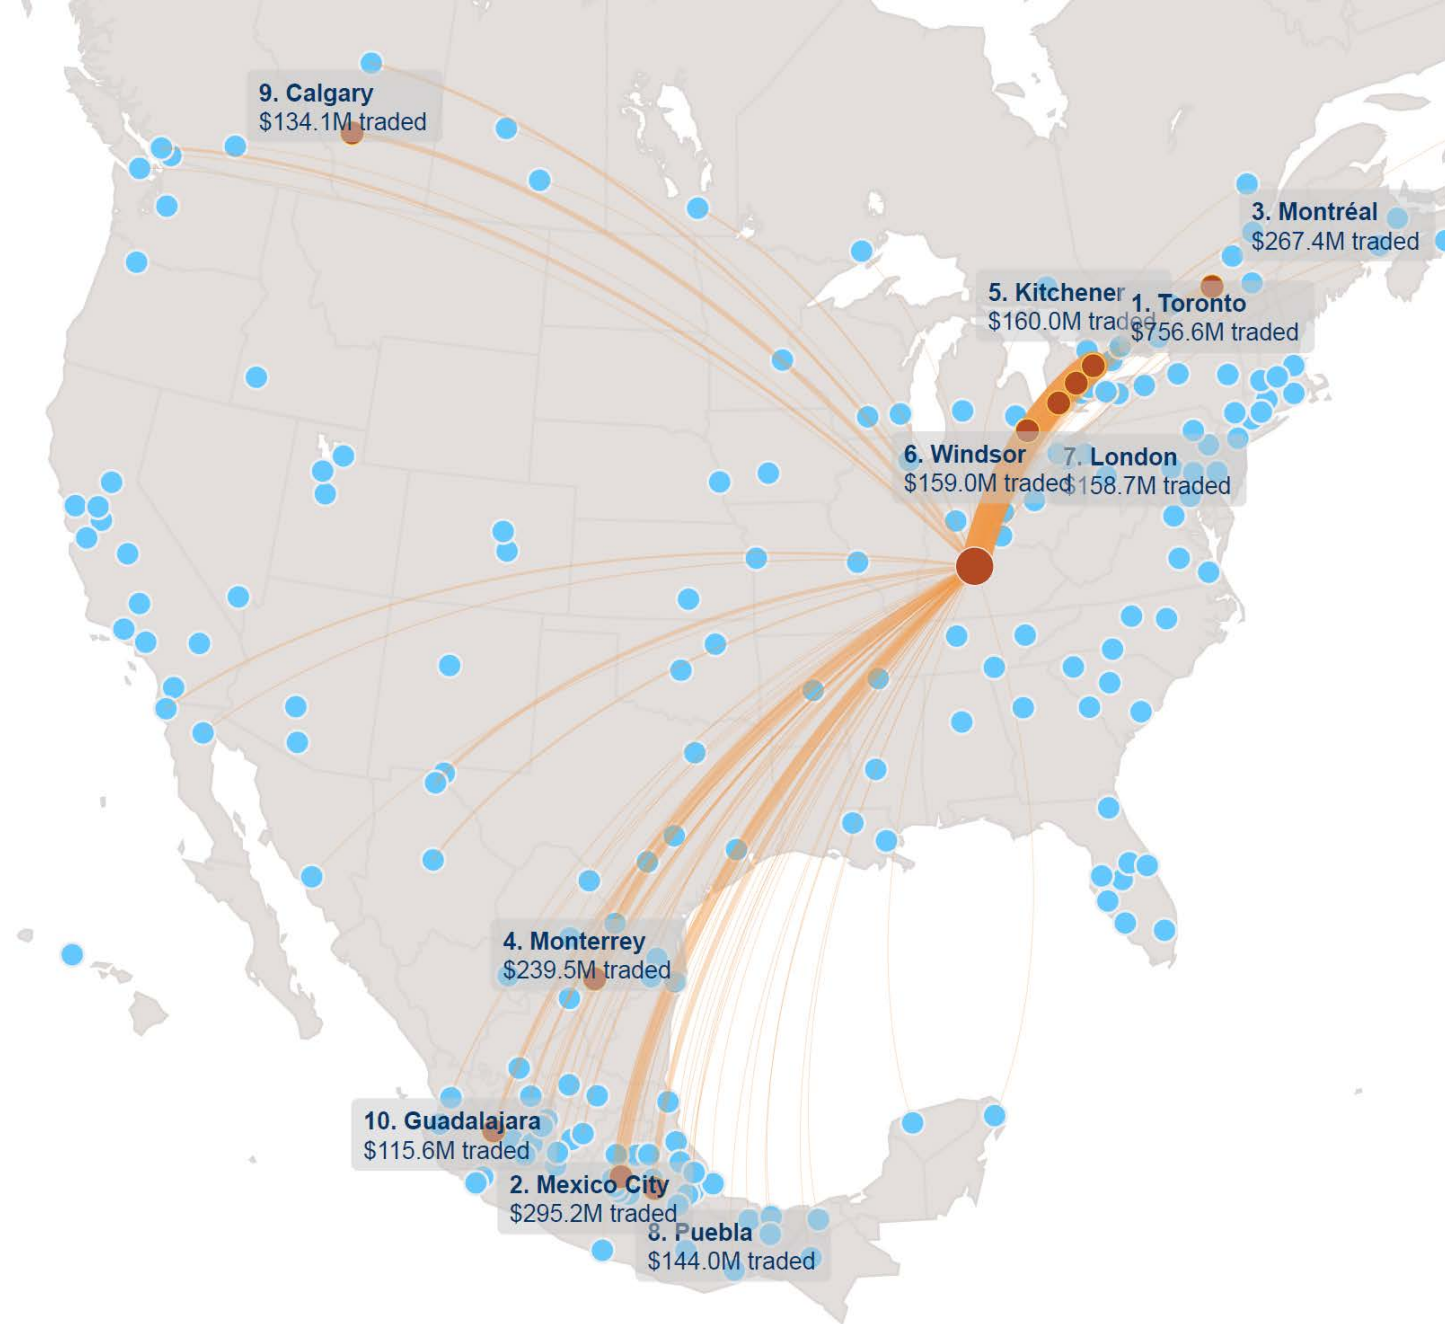 9. Calgary
$134.1M traded
3. Montréal
$267.4M traded
5. Kitchener
$160.0M traded
1. Toronto
$756.6M traded
6. Windsor
$159.0M traded
7. London
$158.7M traded
4. Monterrey
$239.5M traded
10. Guadalajara
$115.6M traded
2. Mexico City
$295.2M traded
8. Puebla
$144.0M traded